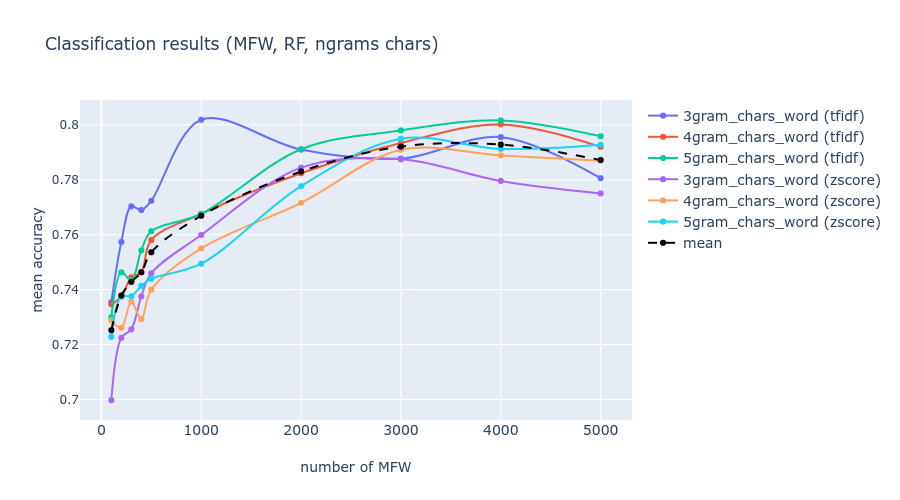 Classification results (MFW, RF, ngrams chars)
0.8
0.78
0.76
0.74
0.72
0.7
mean accuracy
0
1000
2000
3000
4000
5000
number of MFW
3gram_chars_word (tfidf)
4gram_chars_word (tfidf)
5gram_chars_word (tfidf)
3gram_chars_word (zscore)
4gram_chars_word (zscore)
5gram_chars_word (zscore)
mean